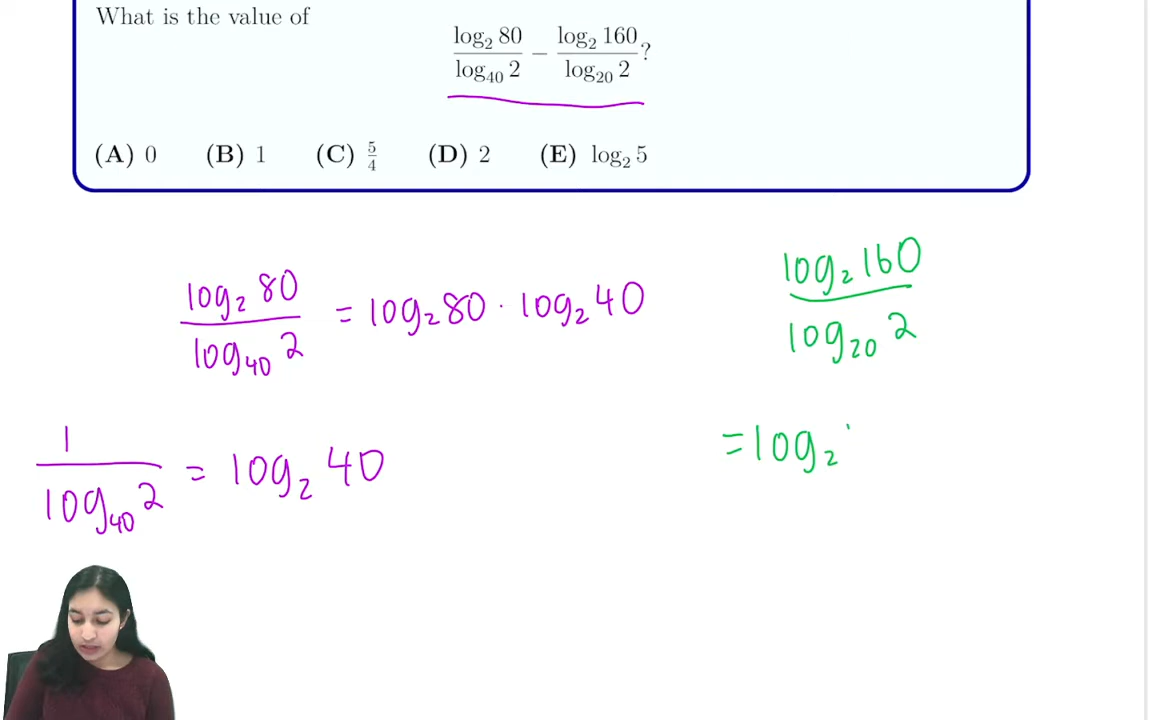 What is the value of
log₂ 80 / log₄₀ 2 − log₂ 160 / log₂₀ 2 ?
(A) 0 (B) 1 (C) 5/4 (D) 2 (E) log₂ 5
log₂ 80 / log₄₀ 2 = log₂ 80 · log₂ 40
log₂ 160 / log₂₀ 2
1 / log₄₀ 2 = log₂ 40
= log₂